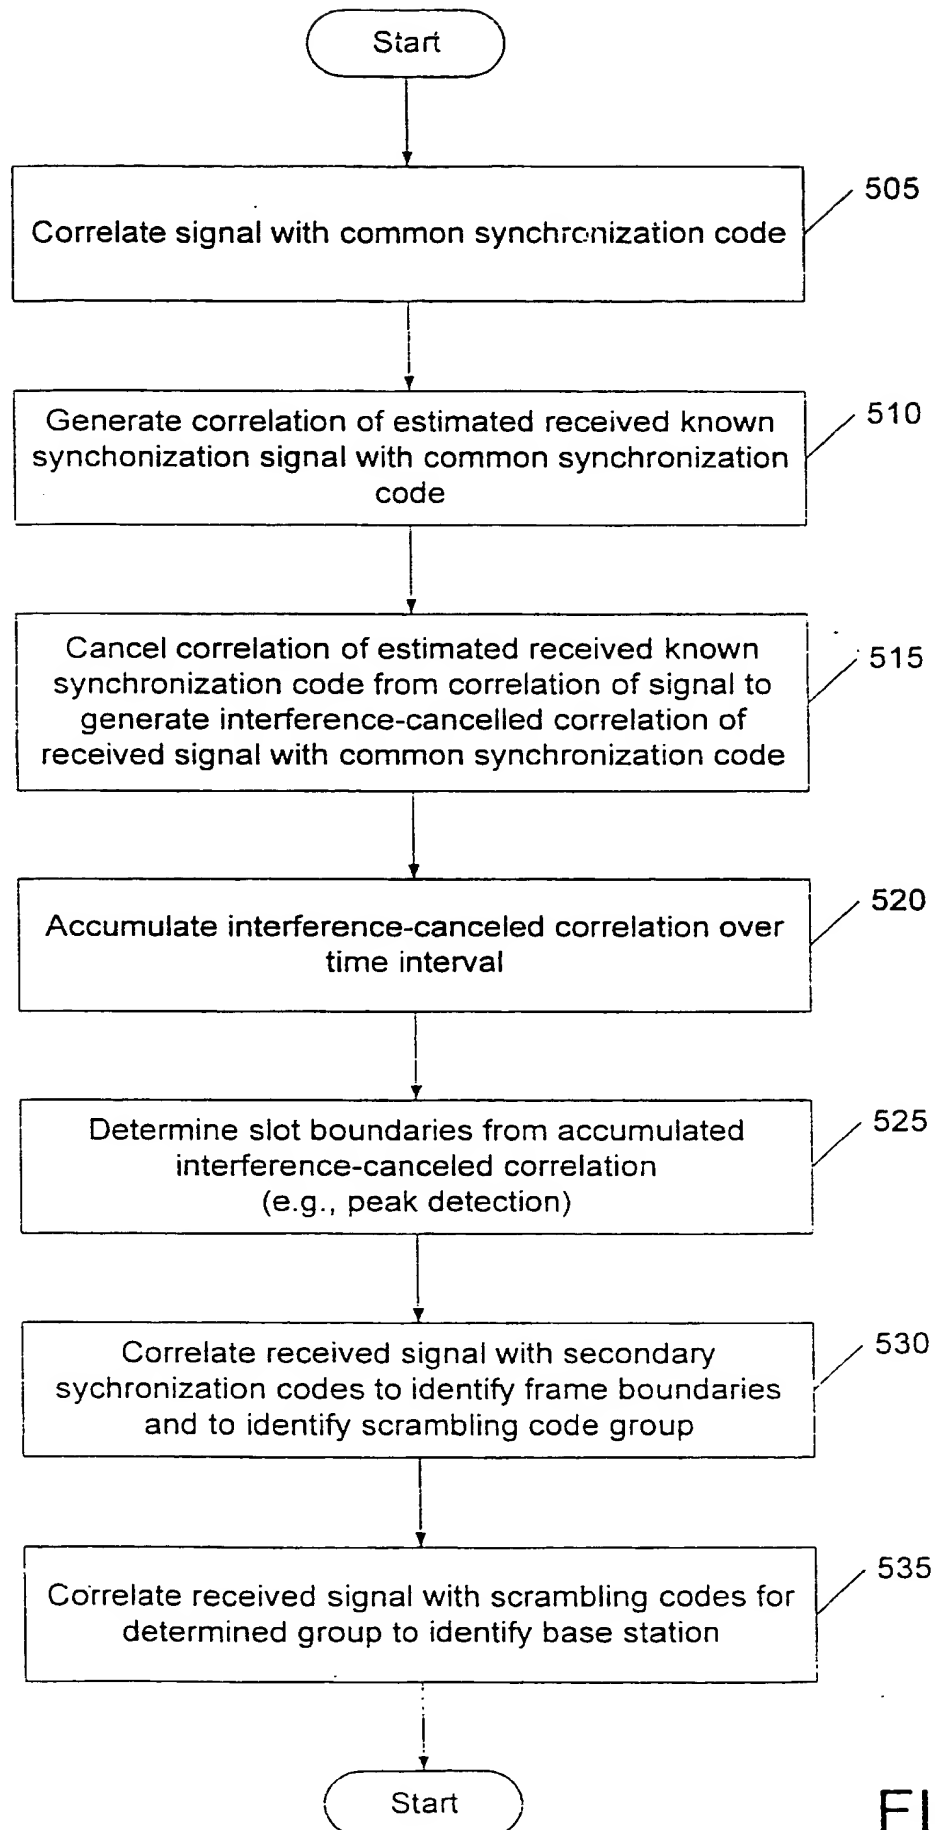 Start
505
Correlate signal with common synchronization code
510
Generate correlation of estimated received known
synchonization signal with common synchronization
code
515
Cancel correlation of estimated received known
synchronization code from correlation of signal to
generate interference-cancelled correlation of
received signal with common synchronization code
520
Accumulate interference-canceled correlation over
time interval
525
Determine slot boundaries from accumulated
interference-canceled correlation
(e.g., peak detection)
530
Correlate received signal with secondary
sychronization codes to identify frame boundaries
and to identify scrambling code group
535
Correlate received signal with scrambling codes for
determined group to identify base station
Start